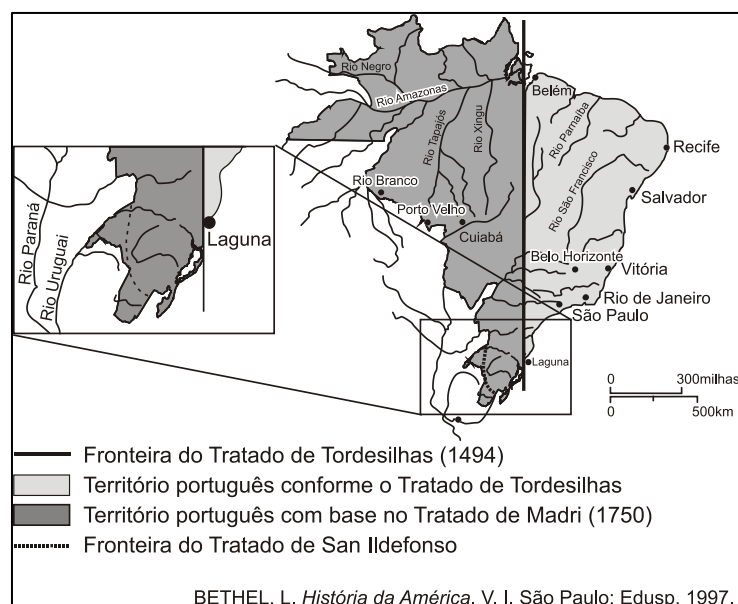 Rio Negro
Rio Amazonas
Belém
Rio Tapajós
Rio Xingu
Rio Parnaíba
Recife
Rio São Francisco
Rio Branco
Salvador
Porto Velho
Cuiabá
Belo Horizonte
Vitória
Rio de Janeiro
São Paulo
Laguna
Rio Paraná
Rio Uruguai
Laguna
0 300milhas
0 500km
Fronteira do Tratado de Tordesilhas (1494)
Território português conforme o Tratado de Tordesilhas
Território português com base no Tratado de Madri (1750)
Fronteira do Tratado de San Ildefonso
BETHEL, L. História da América. V. I. São Paulo: Edusp, 1997.